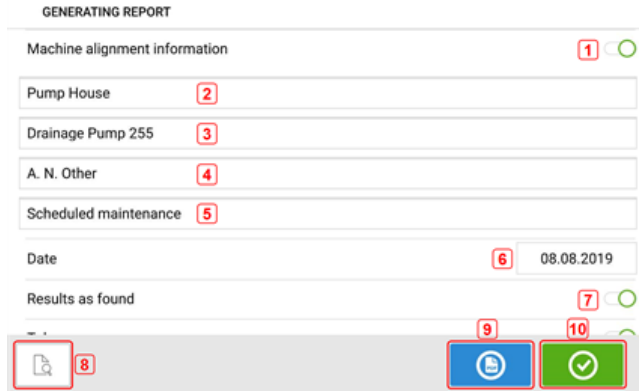 GENERATING REPORT
Machine alignment information 1
Pump House 2
Drainage Pump 255 3
A. N. Other 4
Scheduled maintenance 5
Date 6 08.08.2019
Results as found 7
8 9 10